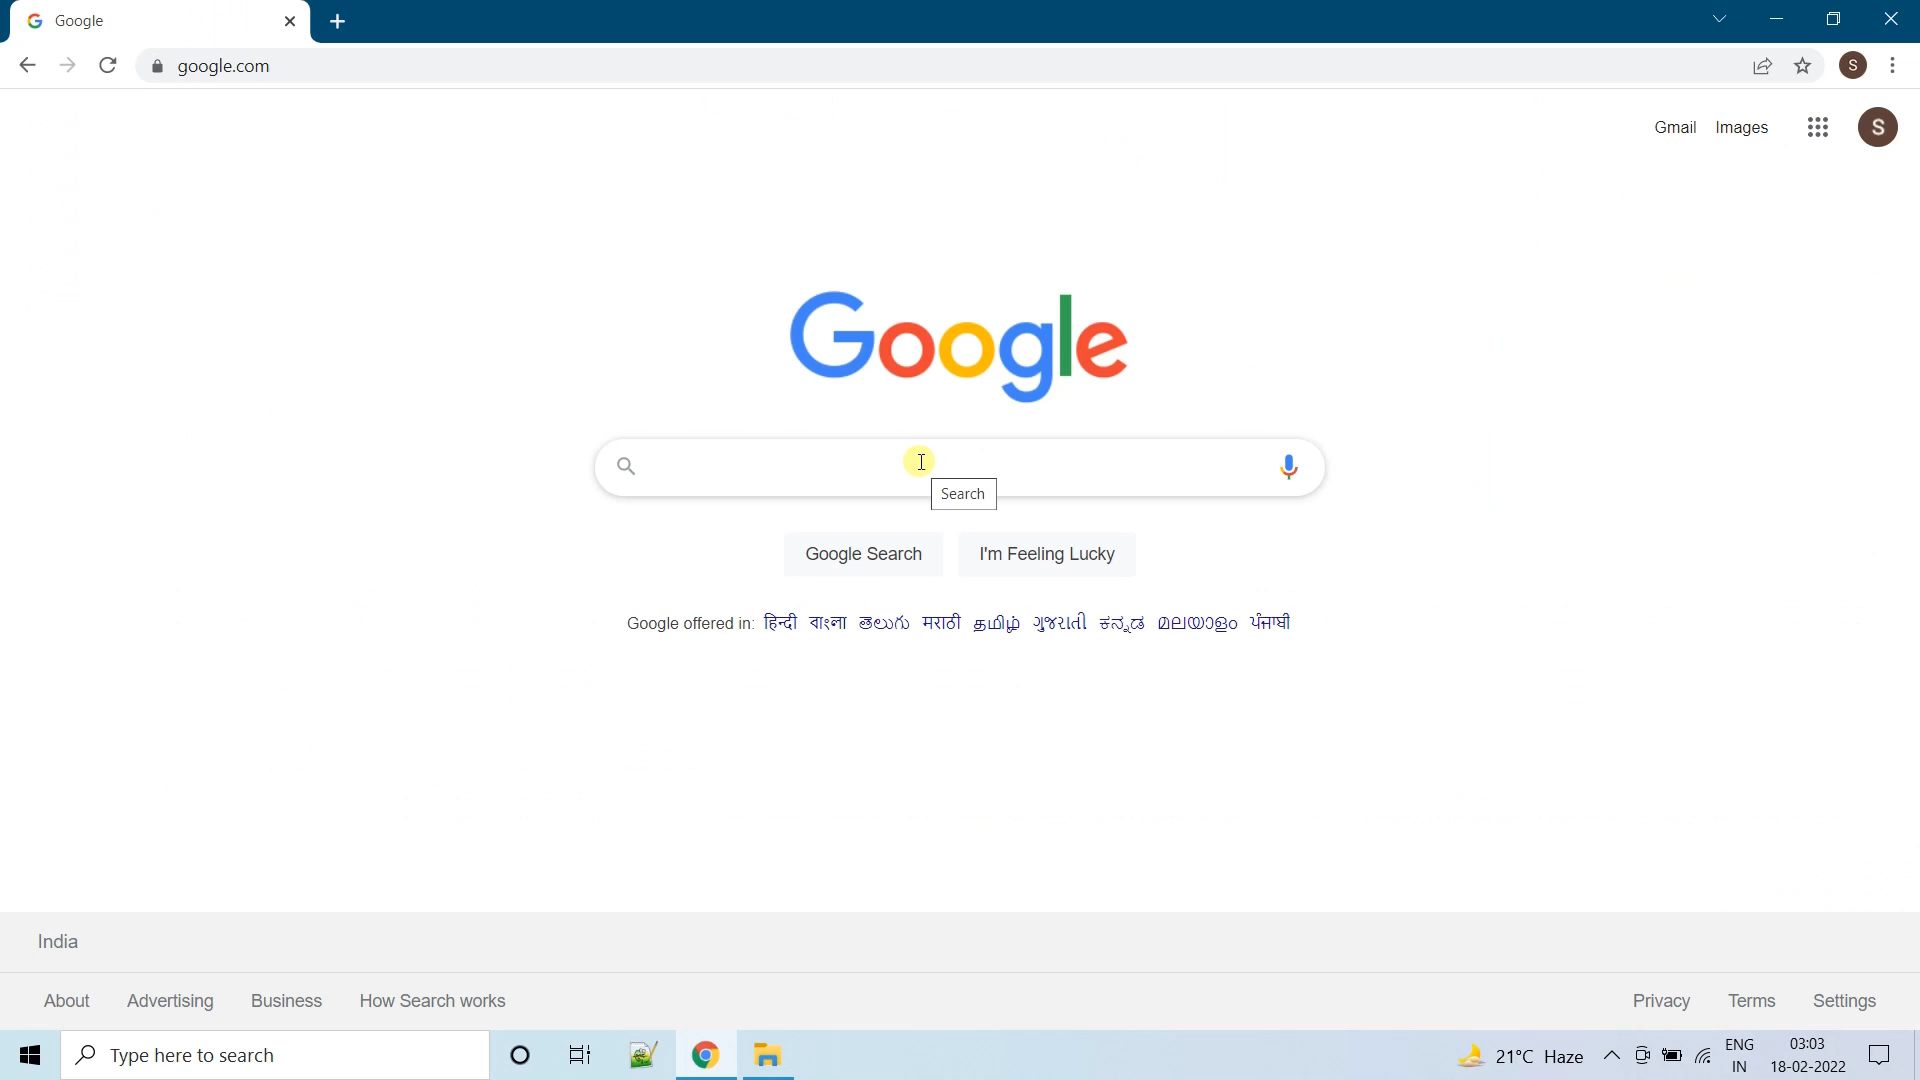 Google
google.com
Gmail Images
S
S
Google
Search
Google Search I'm Feeling Lucky
Google offered in: हिन्दी বাংলা తెలుగు मराठी தமிழ் ગુજરાતી ಕನ್ನಡ മലയാളം ਪੰਜਾਬੀ
India
About Advertising Business How Search works
Privacy Terms Settings
Type here to search
21°C Haze
ENG
IN
03:03
18-02-2022